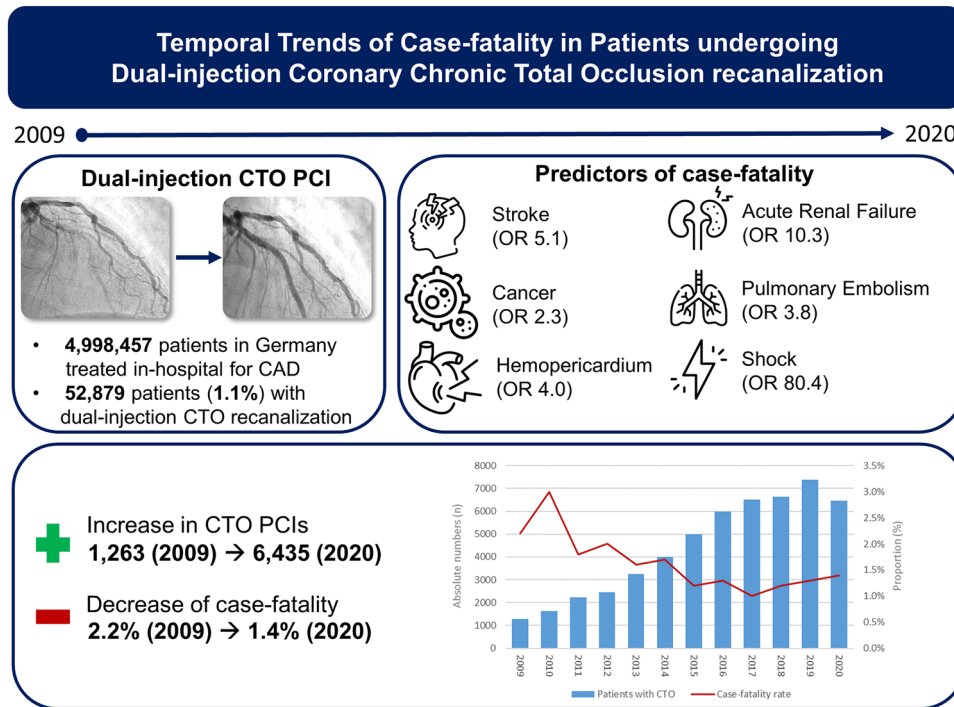 Temporal Trends of Case-fatality in Patients undergoing
Dual-injection Coronary Chronic Total Occlusion recanalization
2009
2020
Dual-injection CTO PCI
• 4,998,457 patients in Germany
treated in-hospital for CAD
• 52,879 patients (1.1%) with
dual-injection CTO recanalization
Predictors of case-fatality
Stroke
(OR 5.1)
Acute Renal Failure
(OR 10.3)
Cancer
(OR 2.3)
Pulmonary Embolism
(OR 3.8)
Hemopericardium
(OR 4.0)
Shock
(OR 80.4)
Increase in CTO PCIs
1,263 (2009) → 6,435 (2020)
Decrease of case-fatality
2.2% (2009) → 1.4% (2020)
Absolute numbers (n)
8000
7000
6000
5000
4000
3000
2000
1000
0
3.5%
3.0%
2.5%
2.0%
1.5%
1.0%
0.5%
0.0%
Proportion (%)
2009
2010
2011
2012
2013
2014
2015
2016
2017
2018
2019
2020
Patients with CTO
Case-fatality rate